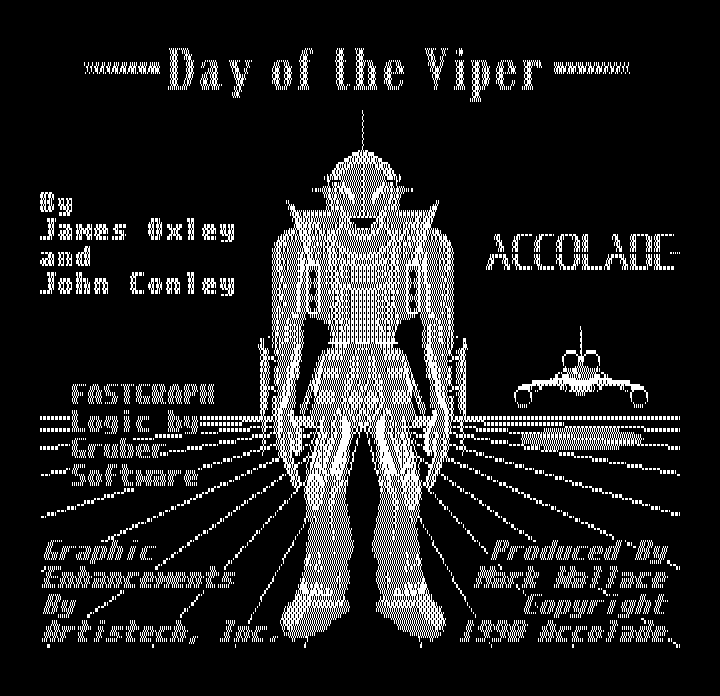 Day of the Viper
By
James Oxley
and
John Conley
ACCOLADE
FASTGRAPH
Logic by
Gruber
Software
Graphic
Enhancements
By
Artistech, Inc.
Produced By
Mark Wallace
Copyright
1990 Accolade.